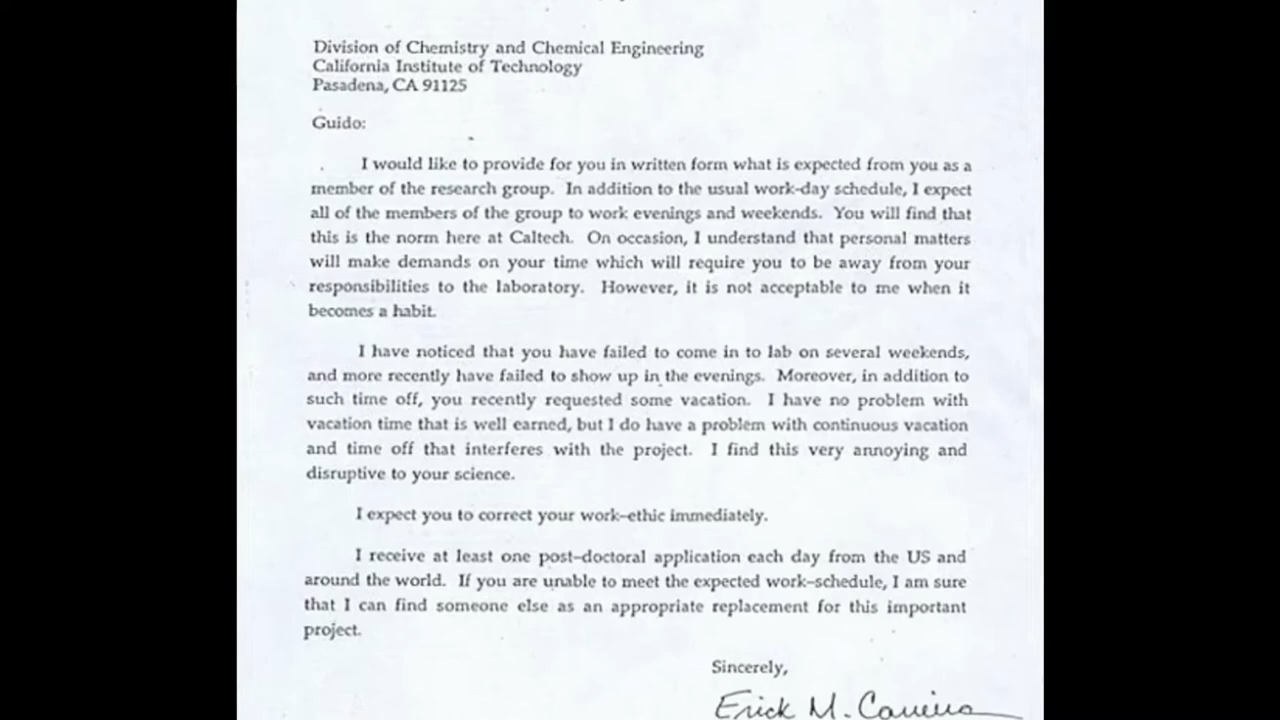 Division of Chemistry and Chemical Engineering
California Institute of Technology
Pasadena, CA 91125
Guido:
I would like to provide for you in written form what is expected from you as a
member of the research group. In addition to the usual work-day schedule, I expect
all of the members of the group to work evenings and weekends. You will find that
this is the norm here at Caltech. On occasion, I understand that personal matters
will make demands on your time which will require you to be away from your
responsibilities to the laboratory. However, it is not acceptable to me when it
becomes a habit.
I have noticed that you have failed to come in to lab on several weekends,
and more recently have failed to show up in the evenings. Moreover, in addition to
such time off, you recently requested some vacation. I have no problem with
vacation time that is well earned, but I do have a problem with continuous vacation
and time off that interferes with the project. I find this very annoying and
disruptive to your science.
I expect you to correct your work-ethic immediately.
I receive at least one post-doctoral application each day from the US and
around the world. If you are unable to meet the expected work-schedule, I am sure
that I can find someone else as an appropriate replacement for this important
project.
Sincerely,
Erick M. Carreira